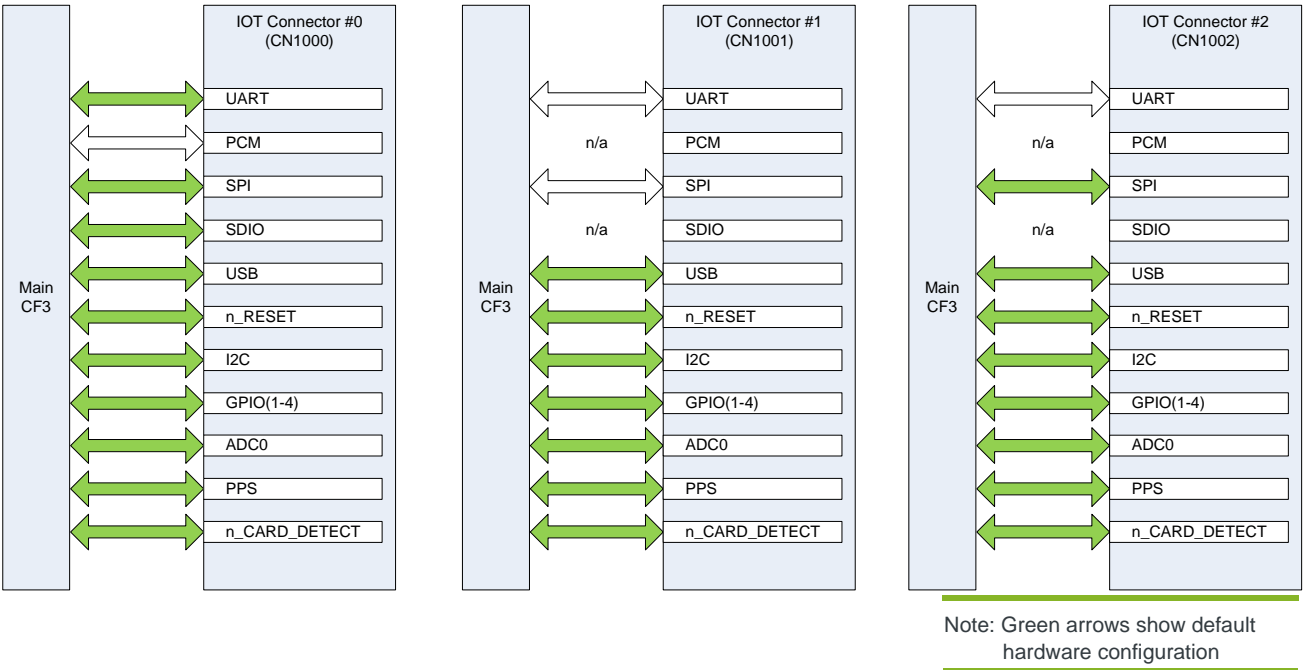 IOT Connector #0
(CN1000)
UART
PCM
SPI
SDIO
Main
CF3
USB
n_RESET
I2C
GPIO(1-4)
ADC0
PPS
n_CARD_DETECT
IOT Connector #1
(CN1001)
UART
n/a
PCM
SPI
n/a
SDIO
Main
CF3
USB
n_RESET
I2C
GPIO(1-4)
ADC0
PPS
n_CARD_DETECT
IOT Connector #2
(CN1002)
UART
n/a
PCM
SPI
n/a
SDIO
Main
CF3
USB
n_RESET
I2C
GPIO(1-4)
ADC0
PPS
n_CARD_DETECT
Note: Green arrows show default
hardware configuration